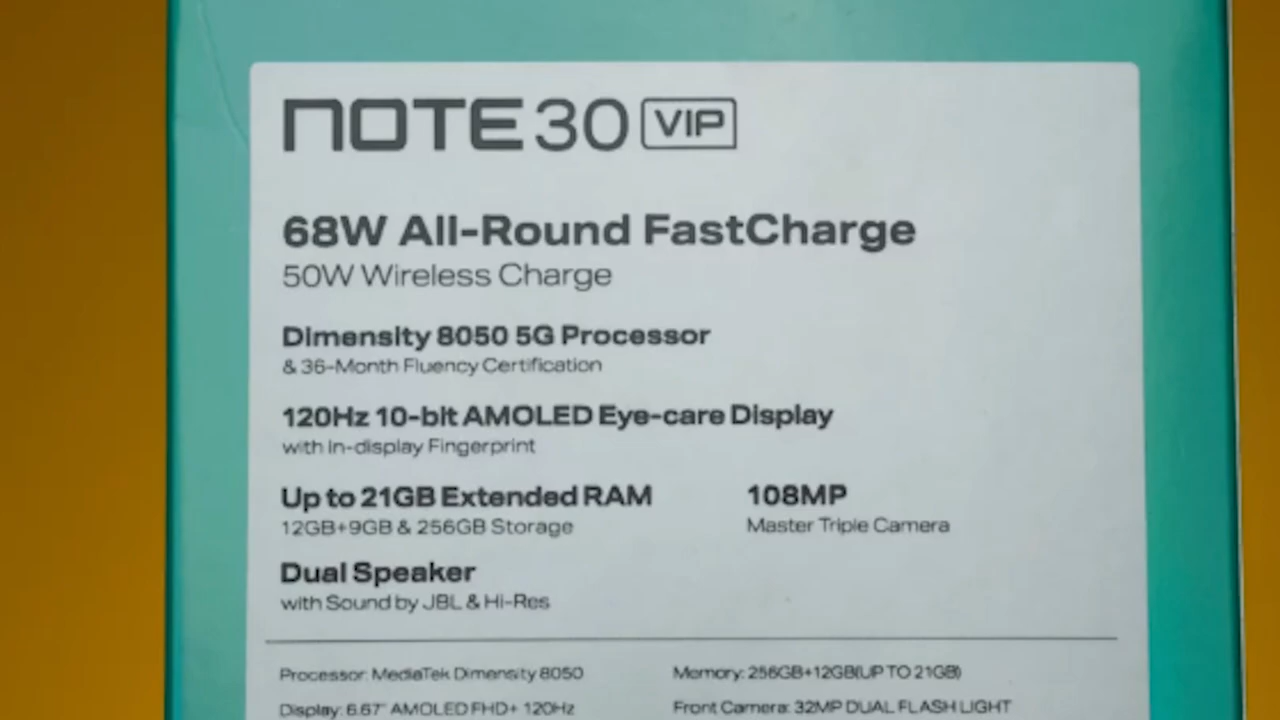 NOTE 30 VIP
68W All-Round FastCharge
50W Wireless Charge
Dimensity 8050 5G Processor
& 36-Month Fluency Certification
120Hz 10-bit AMOLED Eye-care Display
with In-display Fingerprint
Up to 21GB Extended RAM
12GB+9GB & 256GB Storage
108MP
Master Triple Camera
Dual Speaker
with Sound by JBL & Hi-Res
Processor: MediaTek Dimensity 8050
Memory: 256GB+12GB(UP TO 21GB)
Display: 6.67" AMOLED FHD+ 120Hz
Front Camera: 32MP DUAL FLASH LIGHT